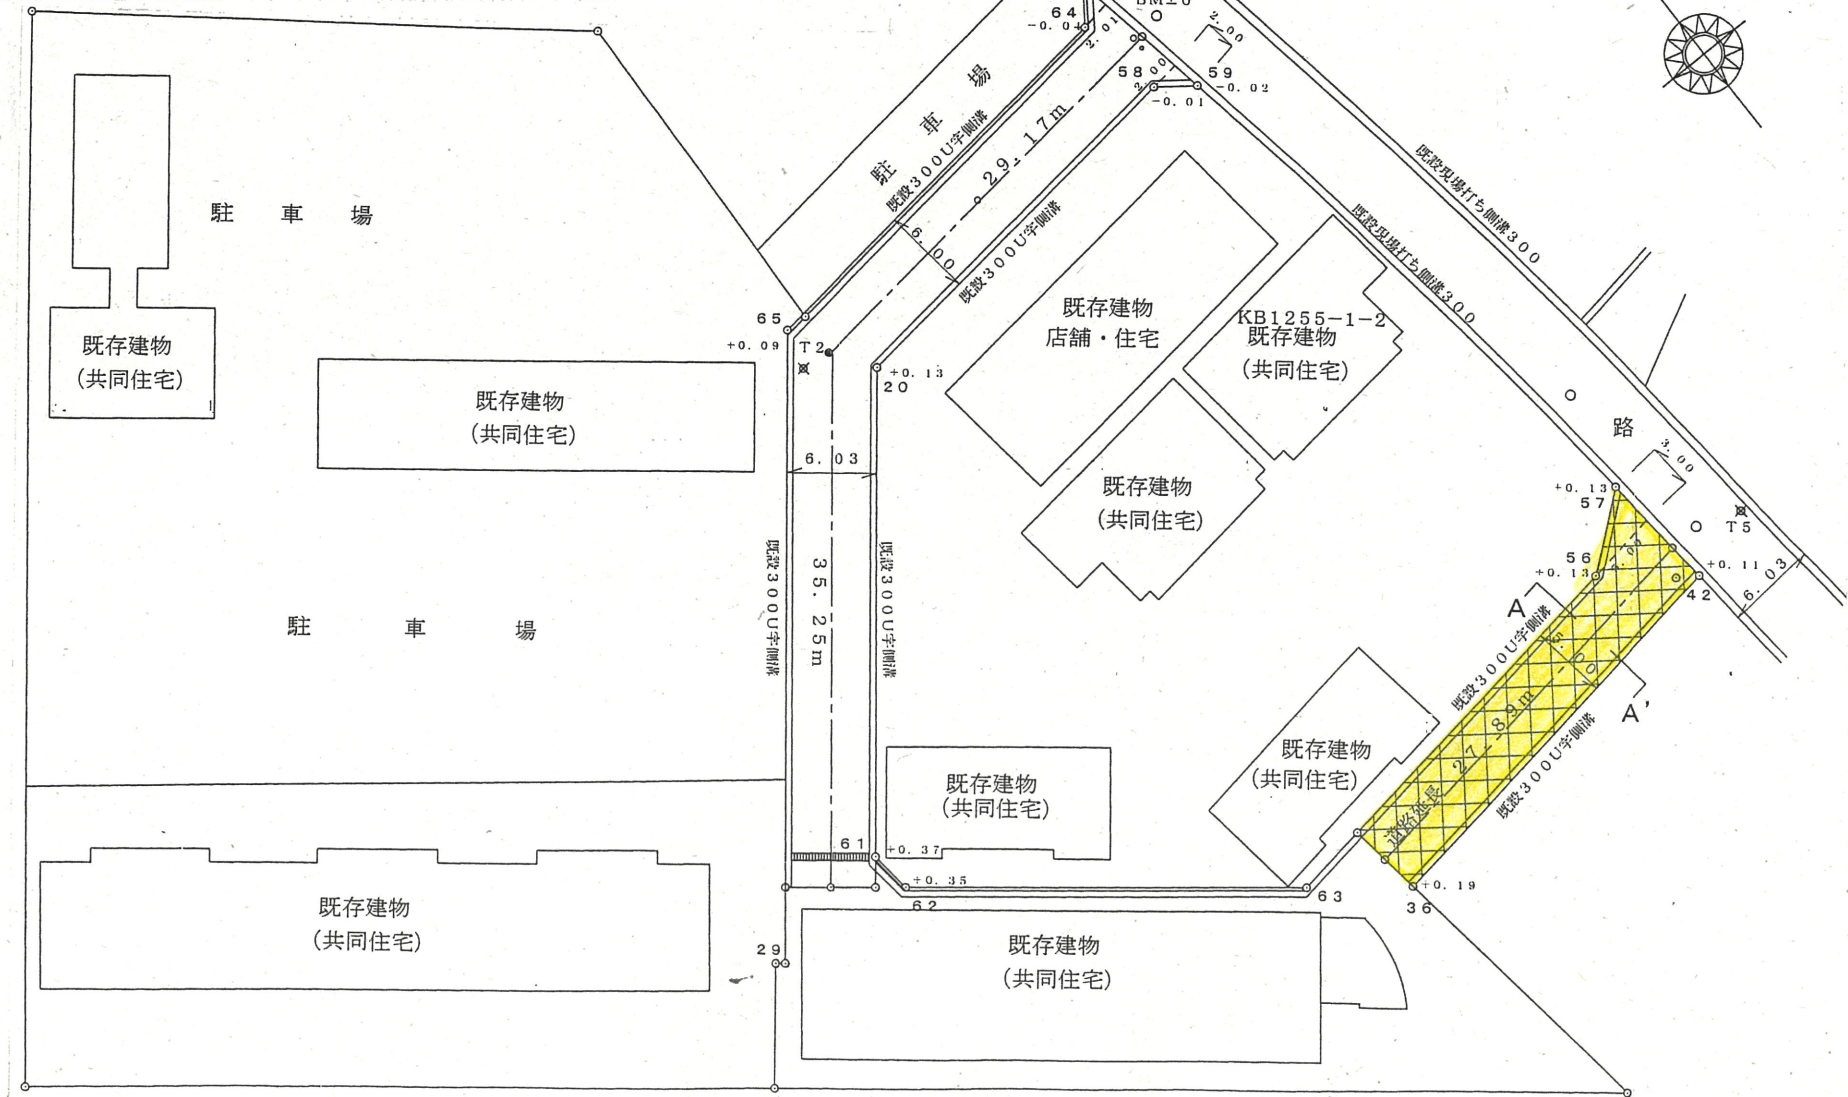 64
-0.04
2.01
BM±0
2.00
58
2.00
-0.01
59
-0.02
駐車場
既設300U字側溝
29.17m
6.00
既設300U字側溝
既設現場打ち側溝300
既設現場打ち側溝300
駐車場
65
+0.09
T2
+0.13
20
既存建物
店舗・住宅
KB1255-1-2
既存建物
(共同住宅)
既存建物
(共同住宅)
既存建物
(共同住宅)
既存建物
(共同住宅)
6.03
路
3.00
T5
+0.13
57
56
+0.13
+0.11
42
6.03
A
A'
既設300U字側溝
既設300U字側溝
道路延長
27.89m
35.25m
既設300U字側溝
既設300U字側溝
駐車場
既存建物
(共同住宅)
既存建物
(共同住宅)
61
+0.37
+0.35
62
63
+0.19
36
既存建物
(共同住宅)
29
既存建物
(共同住宅)